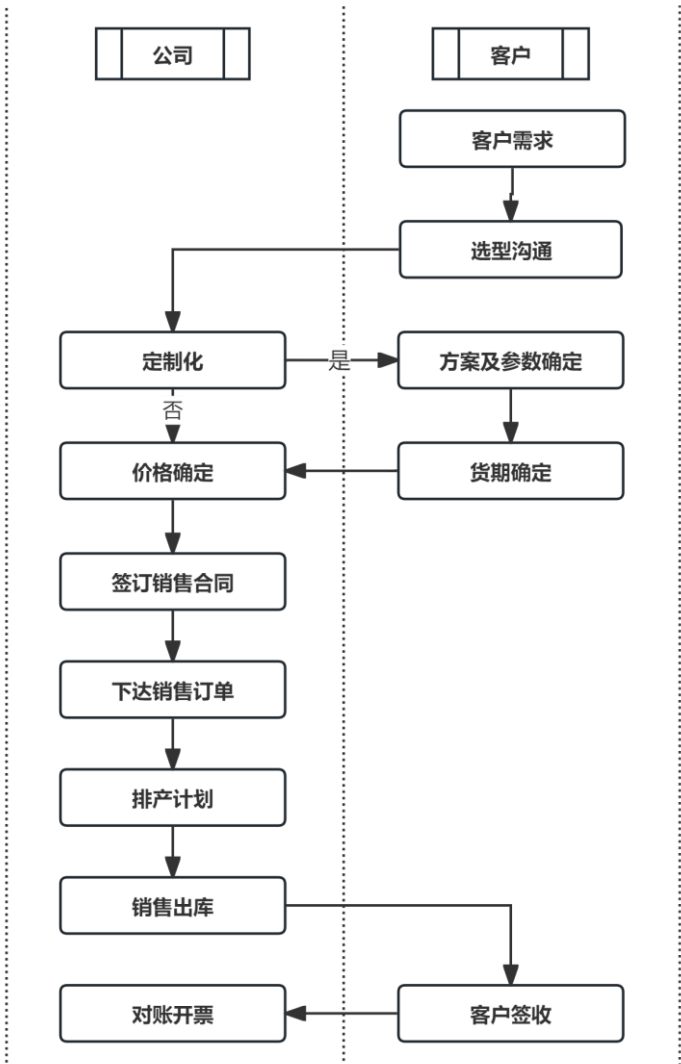 公司
客户
客户需求
选型沟通
定制化
是
方案及参数确定
否
价格确定
货期确定
签订销售合同
下达销售订单
排产计划
销售出库
对账开票
客户签收